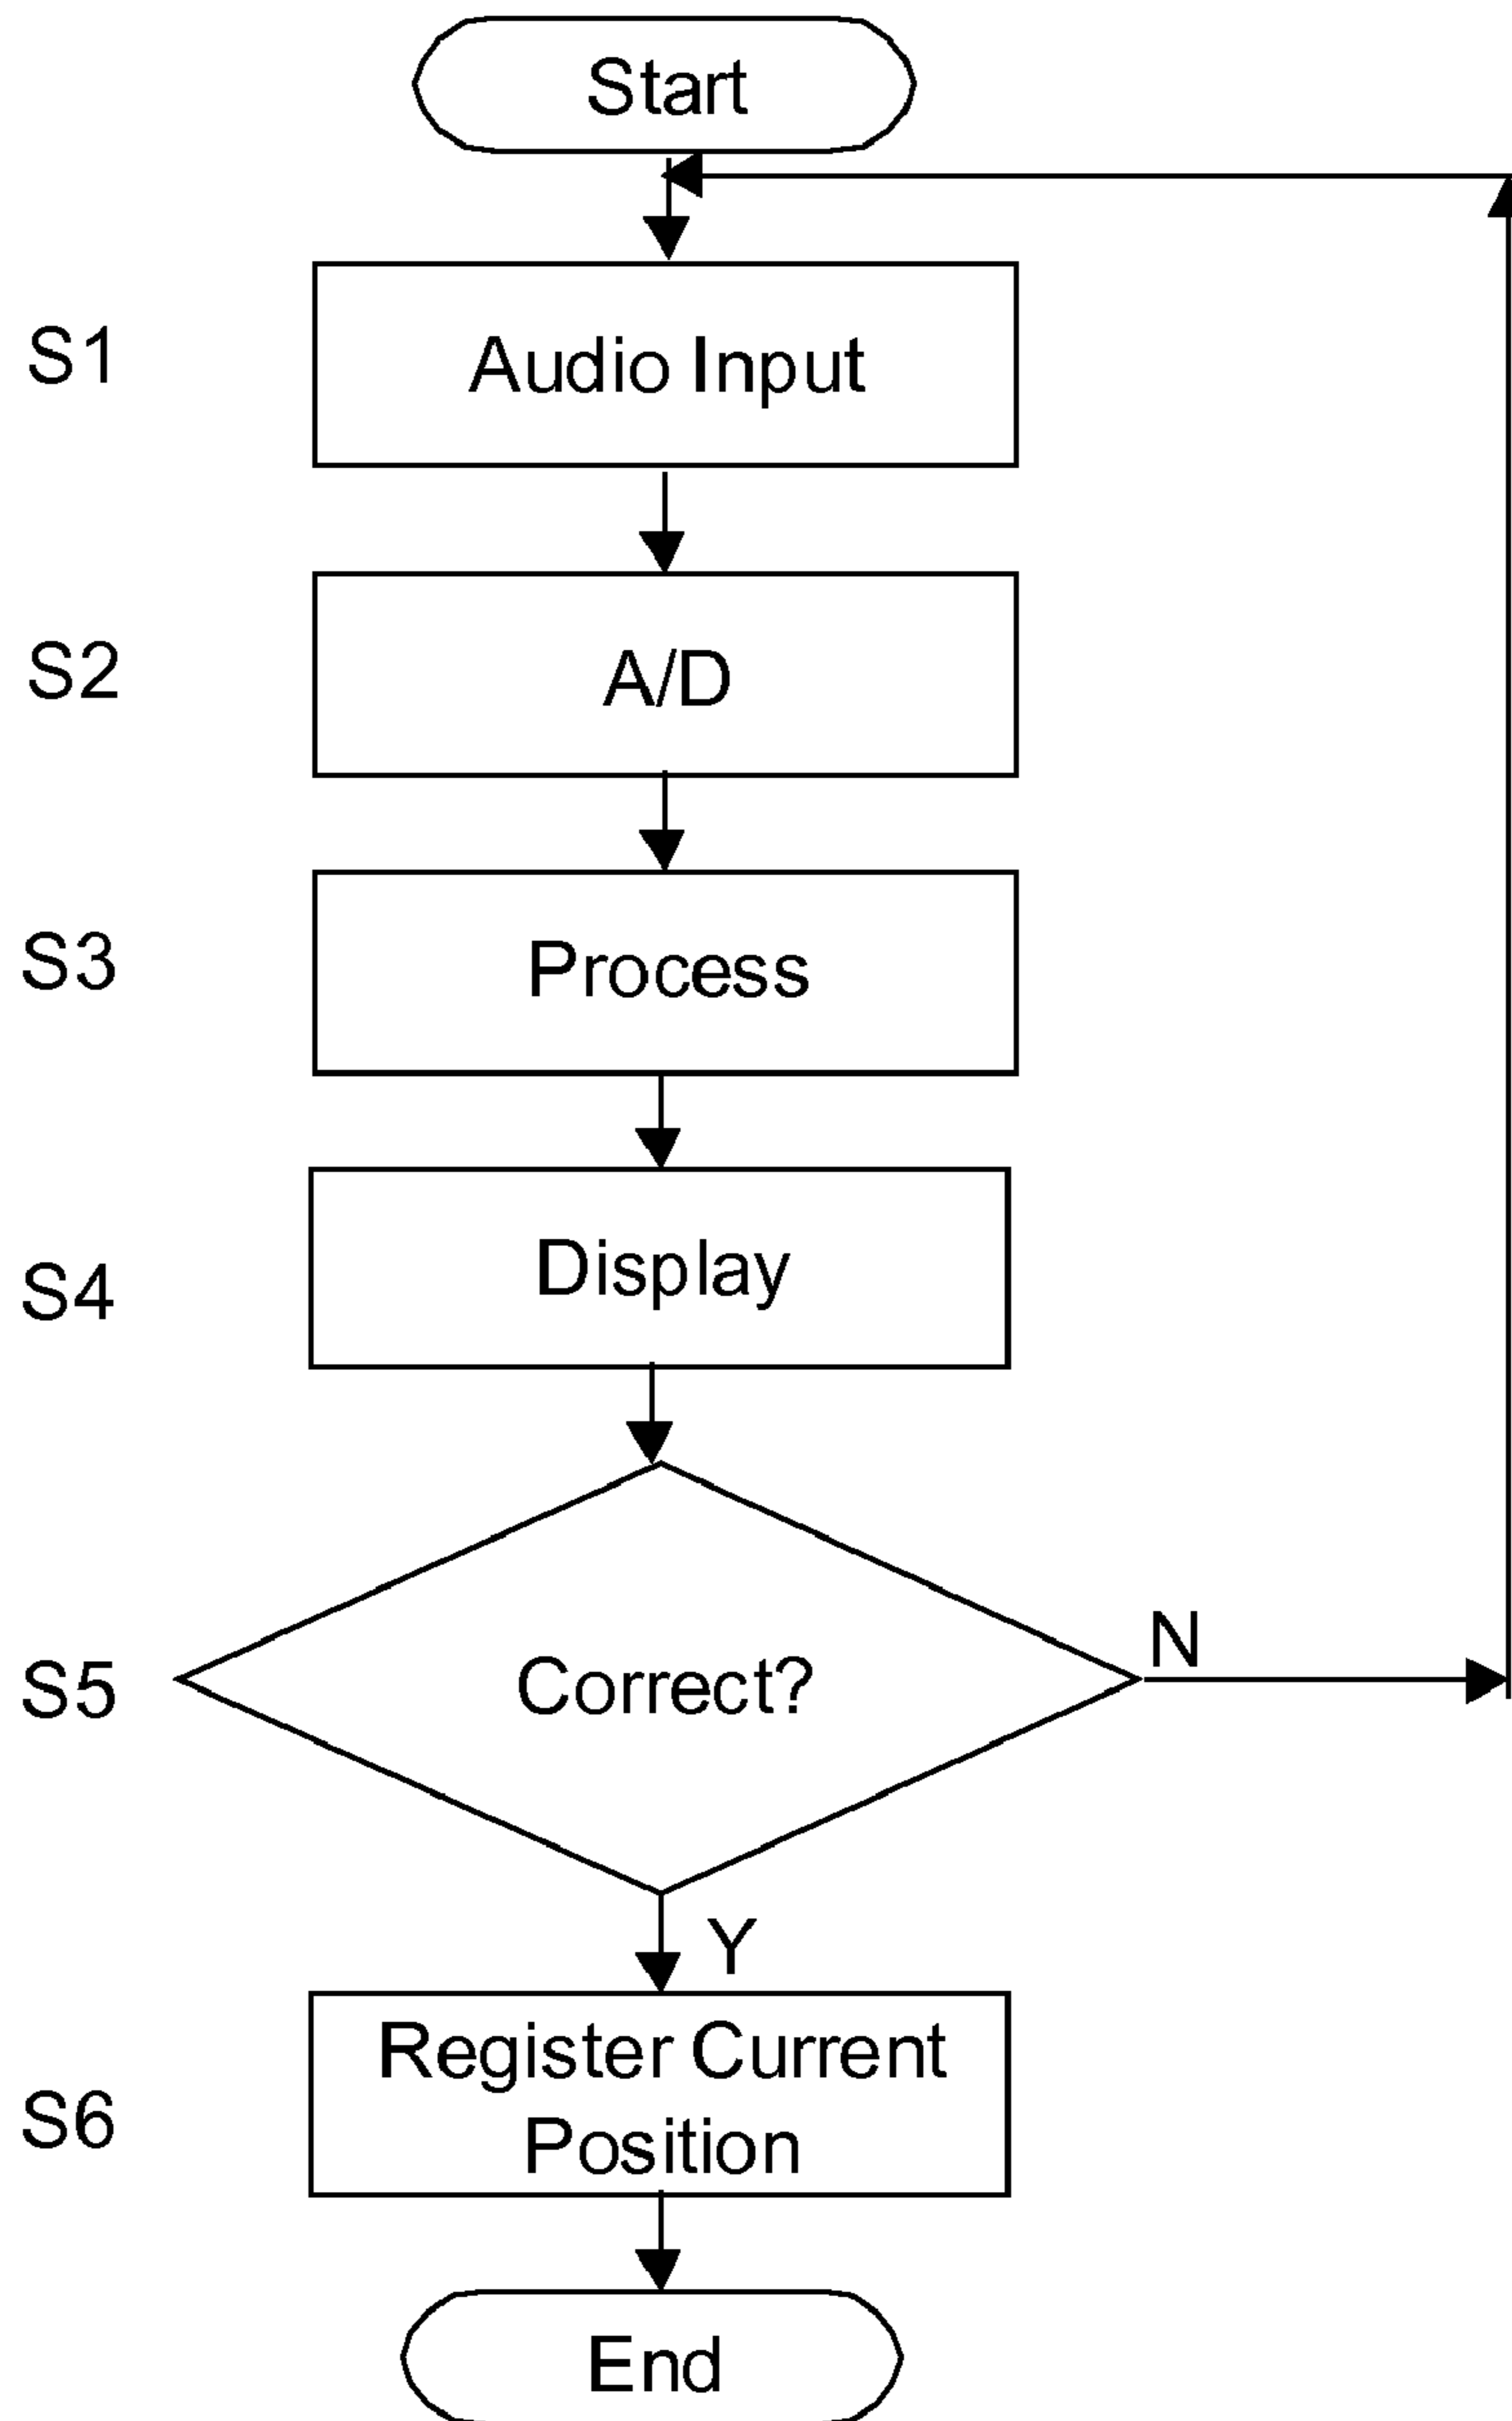 Start
S1
Audio Input
S2
A/D
S3
Process
S4
Display
S5
Correct?
N
Y
S6
Register Current
Position
End